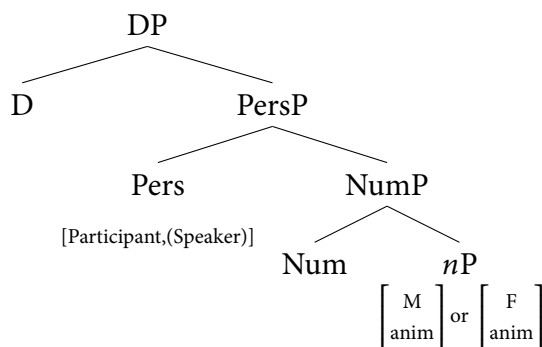 DP
D PersP
Pers NumP
[Participant,(Speaker)]
Num nP
[M anim] or [F anim]